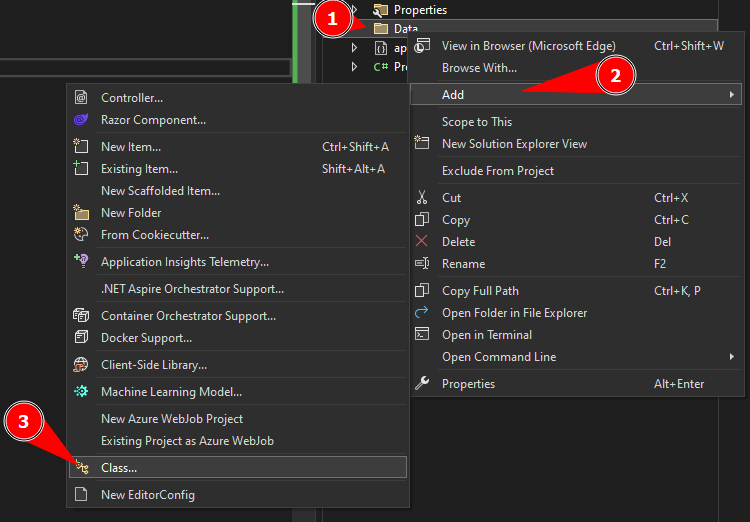 Properties
1
Data
ap
Pro
View in Browser (Microsoft Edge) Ctrl+Shift+W
Browse With...
2
Add
Scope to This
New Solution Explorer View
Exclude From Project
Cut Ctrl+X
Copy Ctrl+C
Delete Del
Rename F2
Copy Full Path Ctrl+K, P
Open Folder in File Explorer
Open in Terminal
Open Command Line
Properties Alt+Enter
Controller...
Razor Component...
New Item... Ctrl+Shift+A
Existing Item... Shift+Alt+A
New Scaffolded Item...
New Folder
From Cookiecutter...
Application Insights Telemetry...
.NET Aspire Orchestrator Support...
Container Orchestrator Support...
Docker Support...
Client-Side Library...
Machine Learning Model...
New Azure WebJob Project
Existing Project as Azure WebJob
3
Class...
New EditorConfig